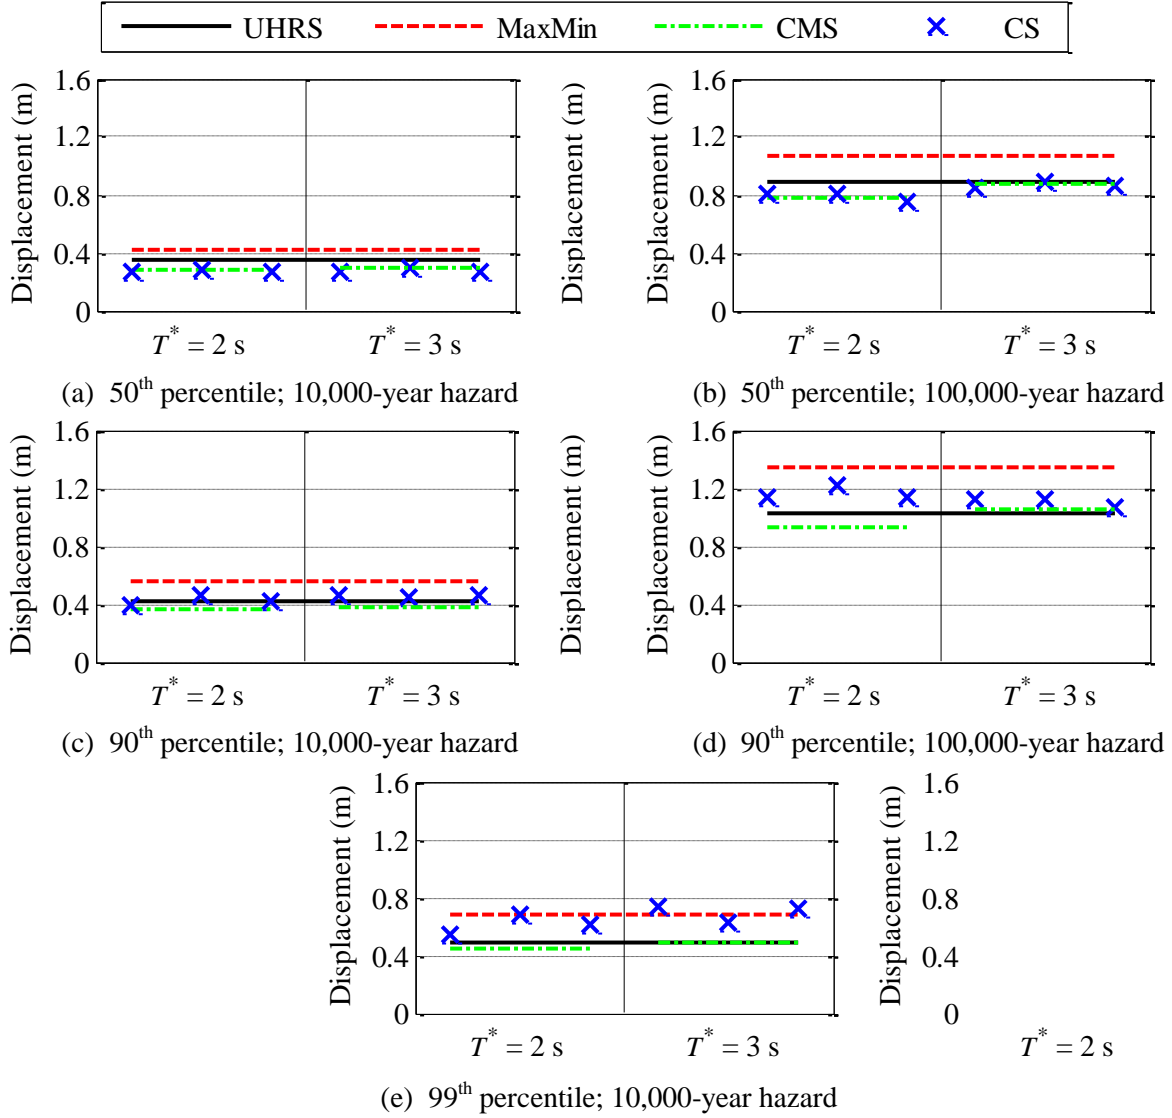 UHRS MaxMin CMS CS
Displacement (m) 1.6 1.2 0.8 0.4 0
T* = 2 s T* = 3 s
(a) 50th percentile; 10,000-year hazard
Displacement (m) 1.6 1.2 0.8 0.4 0
T* = 2 s T* = 3 s
(b) 50th percentile; 100,000-year hazard
Displacement (m) 1.6 1.2 0.8 0.4 0
T* = 2 s T* = 3 s
(c) 90th percentile; 10,000-year hazard
Displacement (m) 1.6 1.2 0.8 0.4 0
T* = 2 s T* = 3 s
(d) 90th percentile; 100,000-year hazard
Displacement (m) 1.6 1.2 0.8 0.4 0
T* = 2 s T* = 3 s
(e) 99th percentile; 10,000-year hazard
Displacement (m) 1.6 1.2 0.8 0.4 0
T* = 2 s